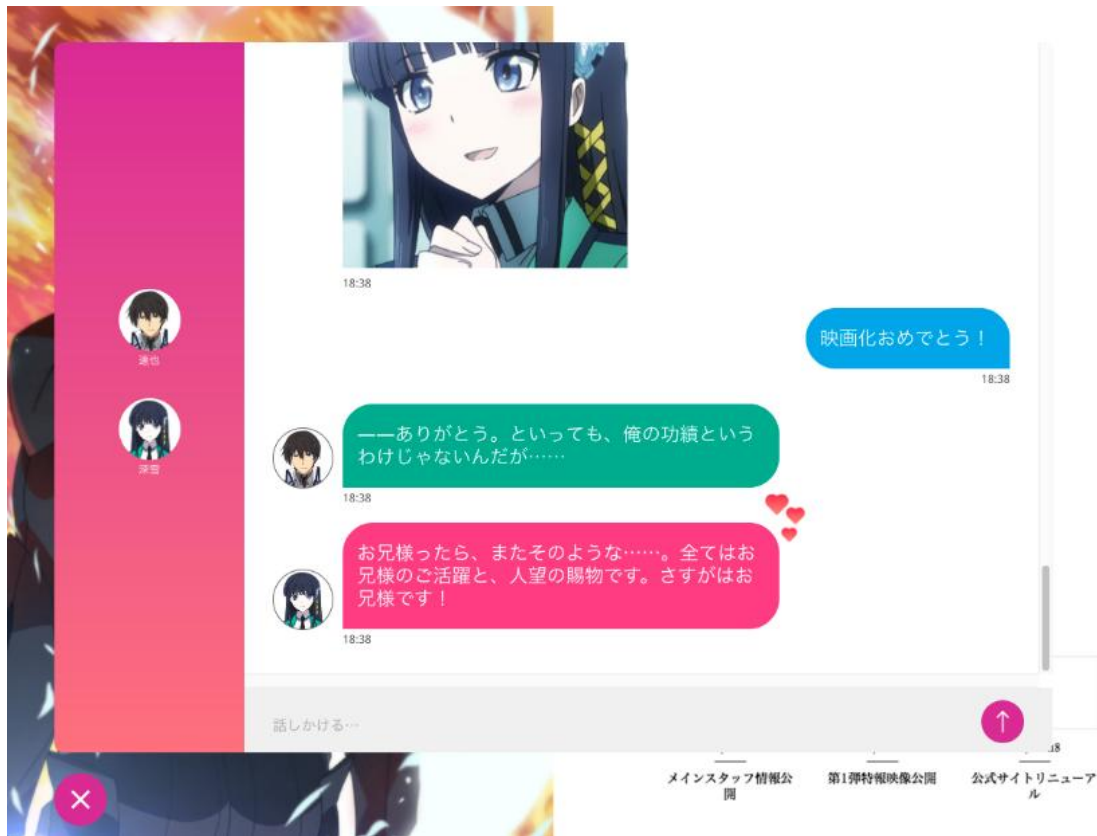 達也
深雪
18:38
映画化おめでとう！
18:38
——ありがとう。といっても、俺の功績という
わけじゃないんだが……
18:38
お兄様ったら、またそのような……。全てはお
兄様のご活躍と、人望の賜物です。さすがはお
兄様です！
18:38
話しかける…
メインスタッフ情報公
開
第1弾特報映像公開
公式サイトリニューア
ル